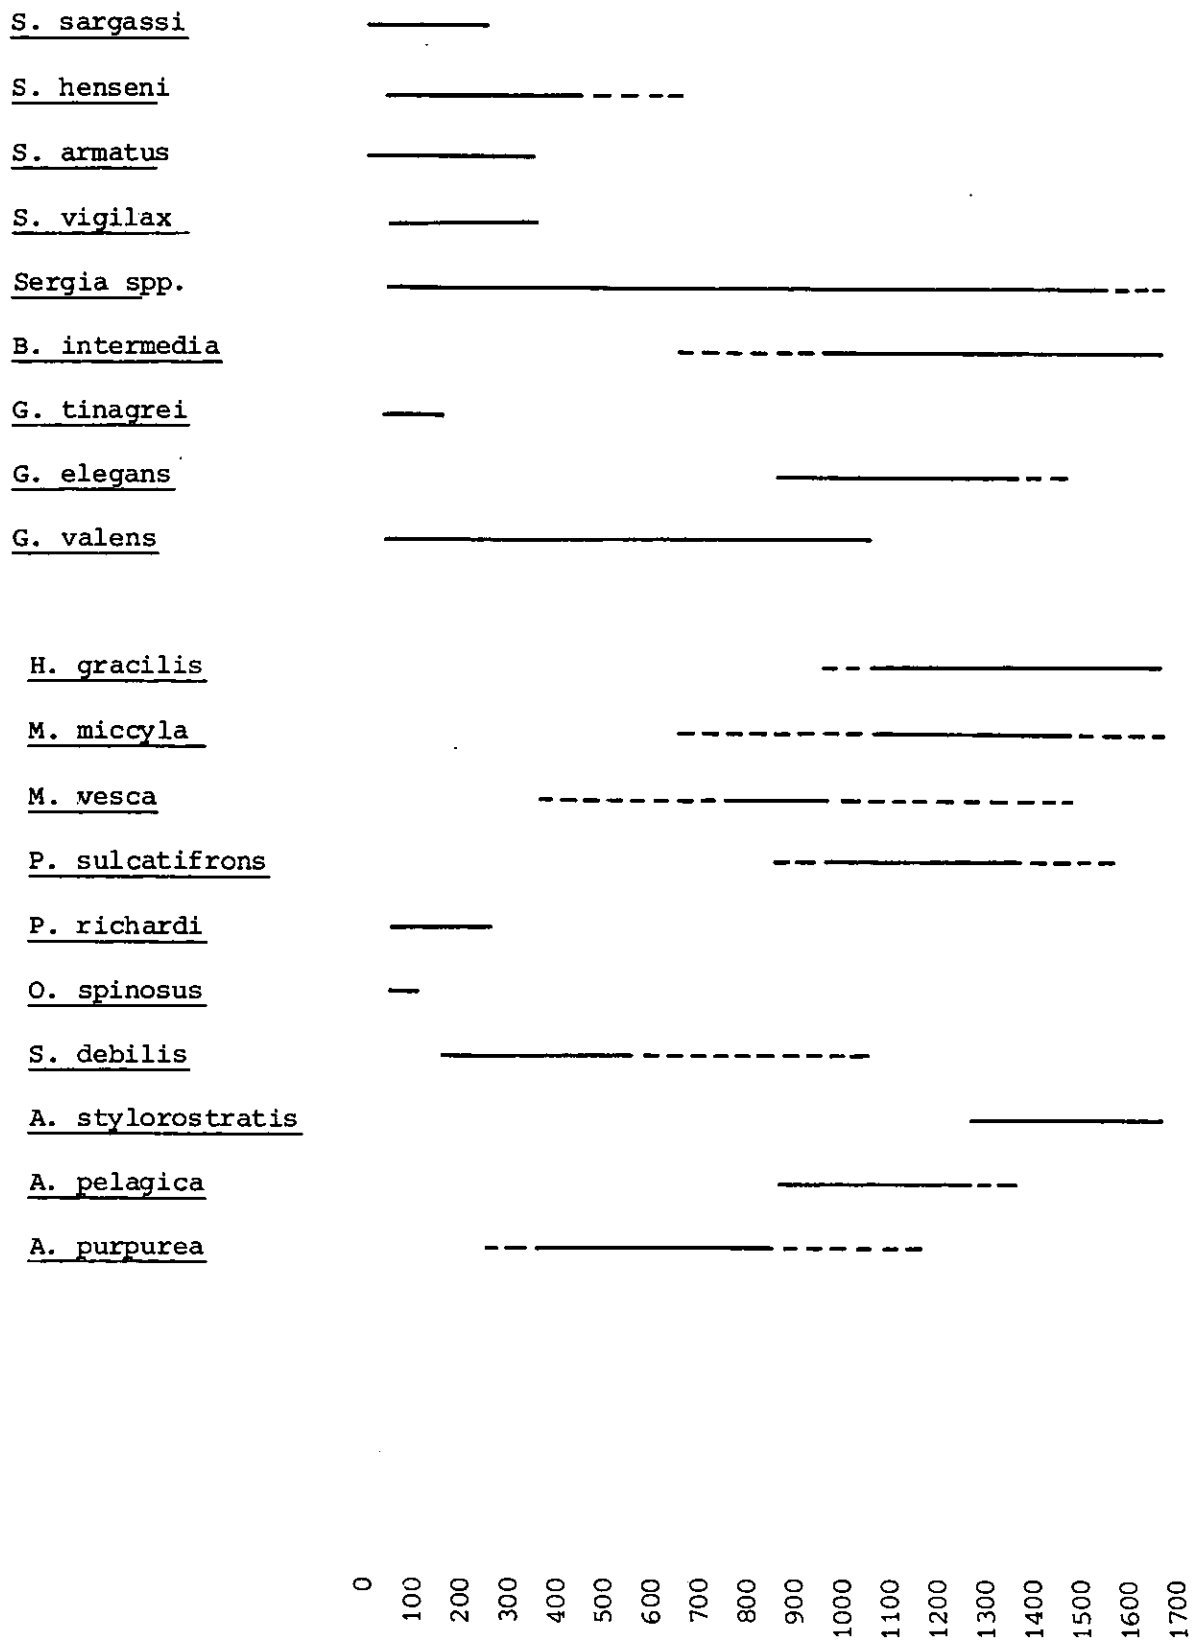 S. sargassi
S. henseni
S. armatus
S. vigilax
Sergia spp.
B. intermedia
G. tinagrei
G. elegans
G. valens
H. gracilis
M. miccyla
M. vesca
P. sulcatifrons
P. richardi
O. spinosus
S. debilis
A. stylorostratis
A. pelagica
A. purpurea
0 100 200 300 400 500 600 700 800 900 1000 1100 1200 1300 1400 1500 1600 1700